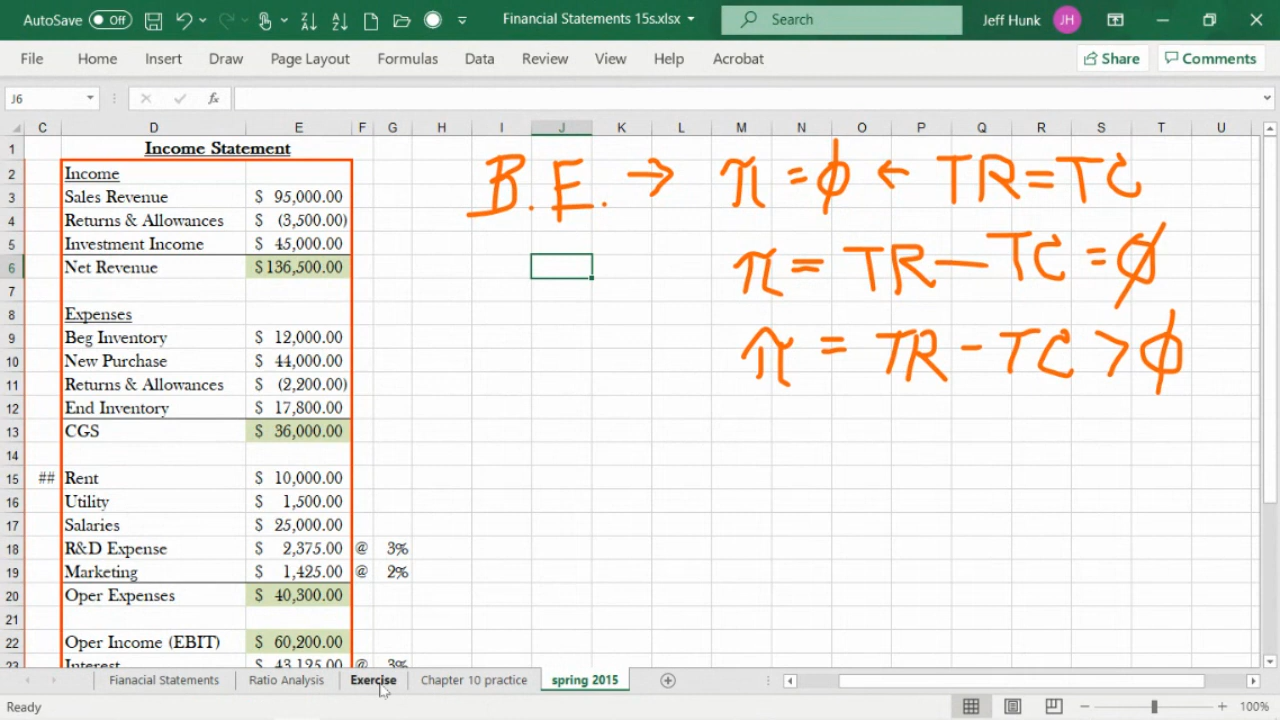 AutoSave Off Financial Statements 15s.xlsx Search Jeff Hunk JH
File Home Insert Draw Page Layout Formulas Data Review View Help Acrobat Share Comments
J6 fx
C D E F G H I J K L M N O P Q R S T U
1 Income Statement
2 Income
3 Sales Revenue $ 95,000.00
4 Returns & Allowances $ (3,500.00)
5 Investment Income $ 45,000.00
6 Net Revenue $136,500.00
7
8 Expenses
9 Beg Inventory $ 12,000.00
10 New Purchase $ 44,000.00
11 Returns & Allowances $ (2,200.00)
12 End Inventory $ 17,800.00
13 CGS $ 36,000.00
14
15 ## Rent $ 10,000.00
16 Utility $ 1,500.00
17 Salaries $ 25,000.00
18 R&D Expense $ 2,375.00 @ 3%
19 Marketing $ 1,425.00 @ 2%
20 Oper Expenses $ 40,300.00
21
22 Oper Income (EBIT) $ 60,200.00
23 Interest $ 43,125.00 @ 3%
B.E. → π = ϕ ← TR = TC
π = TR — TC = ϕ
π = TR - TC > ϕ
Fianacial Statements Ratio Analysis Exercise Chapter 10 practice spring 2015
Ready 100%